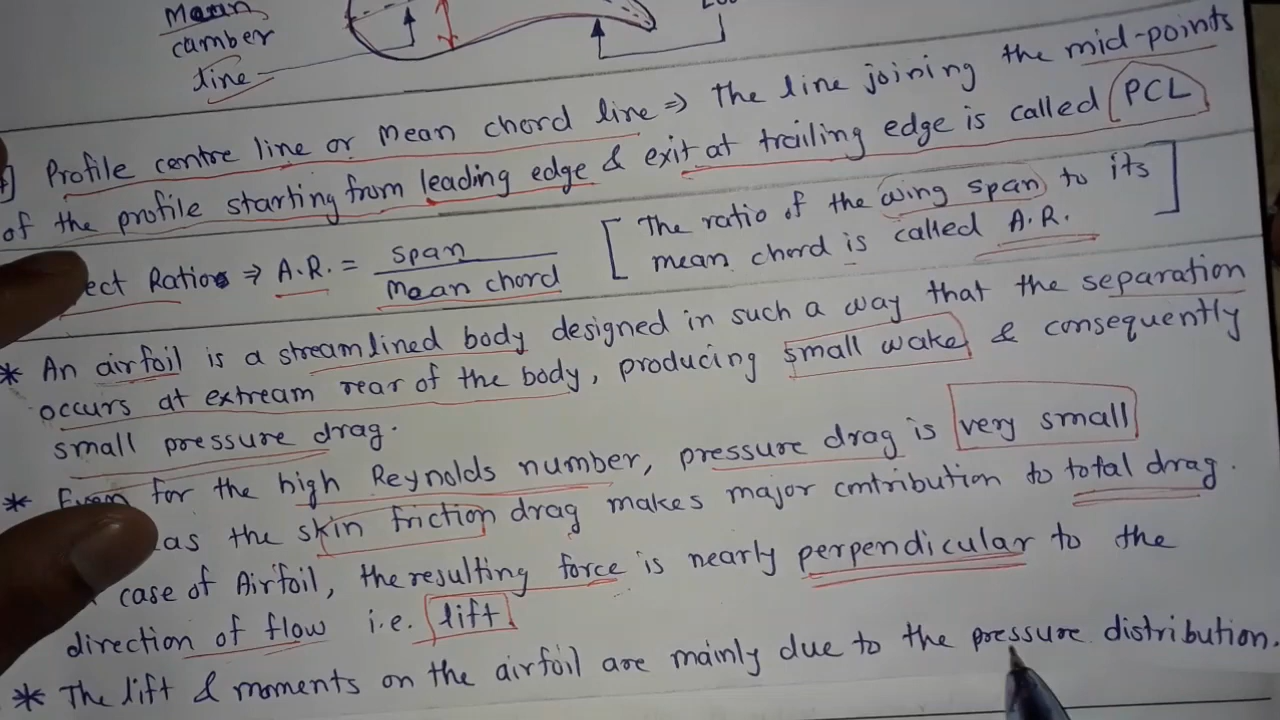 Mean
camber
line
Profile centre line or Mean chord line ⇒ The line joining the mid-points
of the profile starting from leading edge & exit at trailing edge is called PCL
ect Ratio ⇒ A.R. = span / Mean chord [The ratio of the wing span to its
mean chord is called A.R.]
* An airfoil is a streamlined body designed in such a way that the separation
occurs at extream rear of the body, producing small wake & consequently
small pressure drag.
* Even for the high Reynolds number, pressure drag is very small
as the skin friction drag makes major cmtribution to total drag.
case of Airfoil, the resulting force is nearly perpendicular to the
direction of flow i.e. lift
* The lift & moments on the airfoil are mainly due to the pressure distribution.